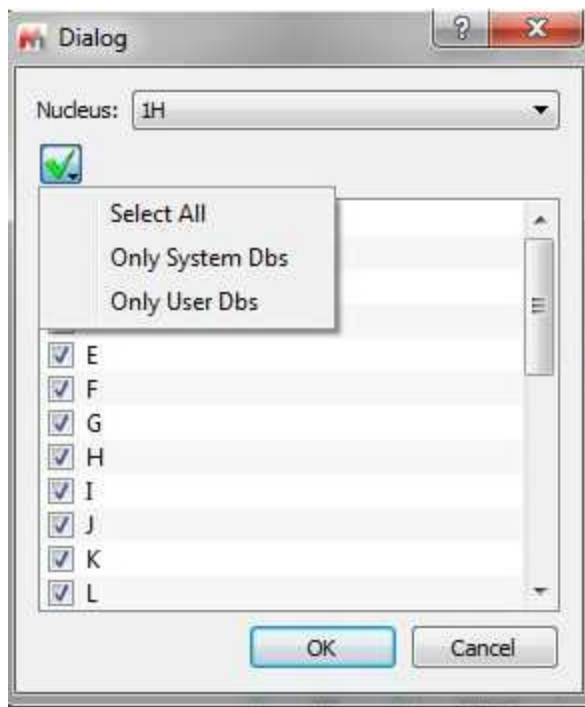 Dialog
Nucleus: 1H
Select All
Only System Dbs
Only User Dbs
E
F
G
H
I
J
K
L
OK Cancel